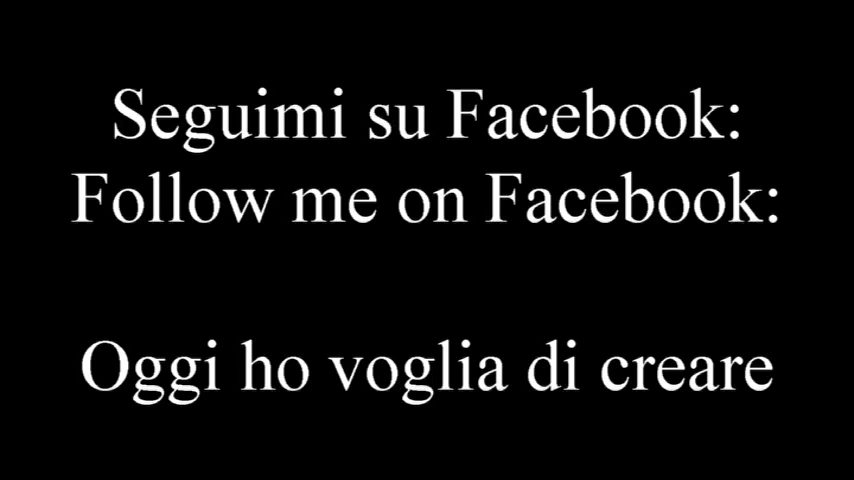 Seguimi su Facebook:
Follow me on Facebook:
Oggi ho voglia di creare